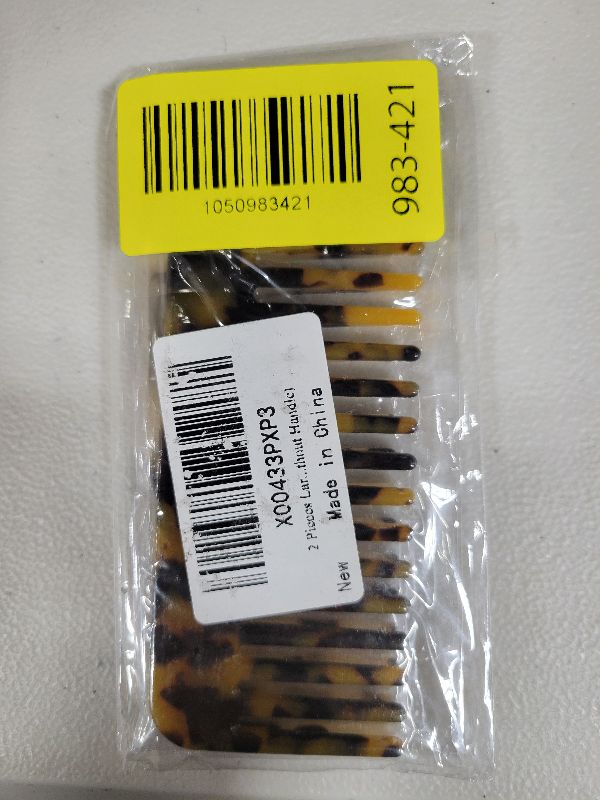 1050983421
983-421
X00433PXP3
2 Pieces Lar...thout Handle)
New
Made in China